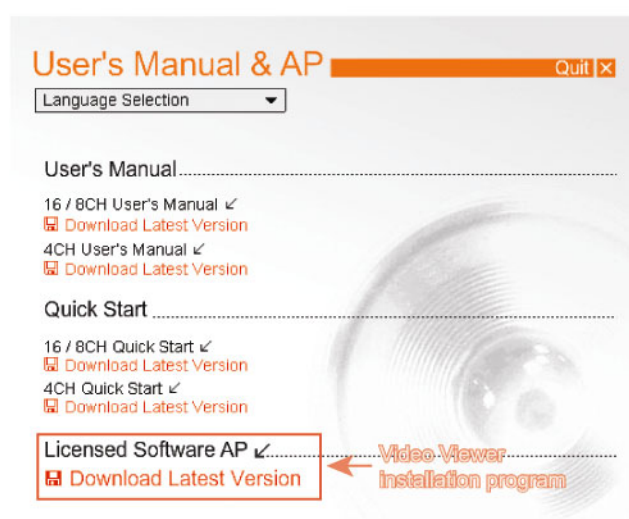 User's Manual & AP
Quit
Language Selection
User's Manual
16 / 8CH User's Manual
Download Latest Version
4CH User's Manual
Download Latest Version
Quick Start
16 / 8CH Quick Start
Download Latest Version
4CH Quick Start
Download Latest Version
Licensed Software AP
Download Latest Version
Video Viewer
installation program